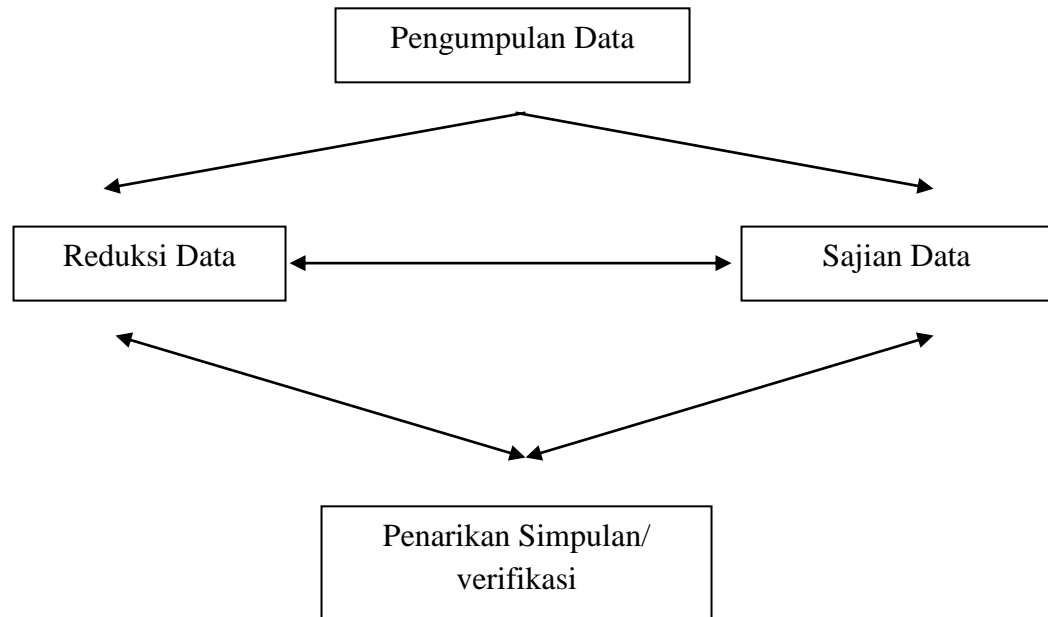 Pengumpulan Data
Reduksi Data
Sajian Data
Penarikan Simpulan/
verifikasi